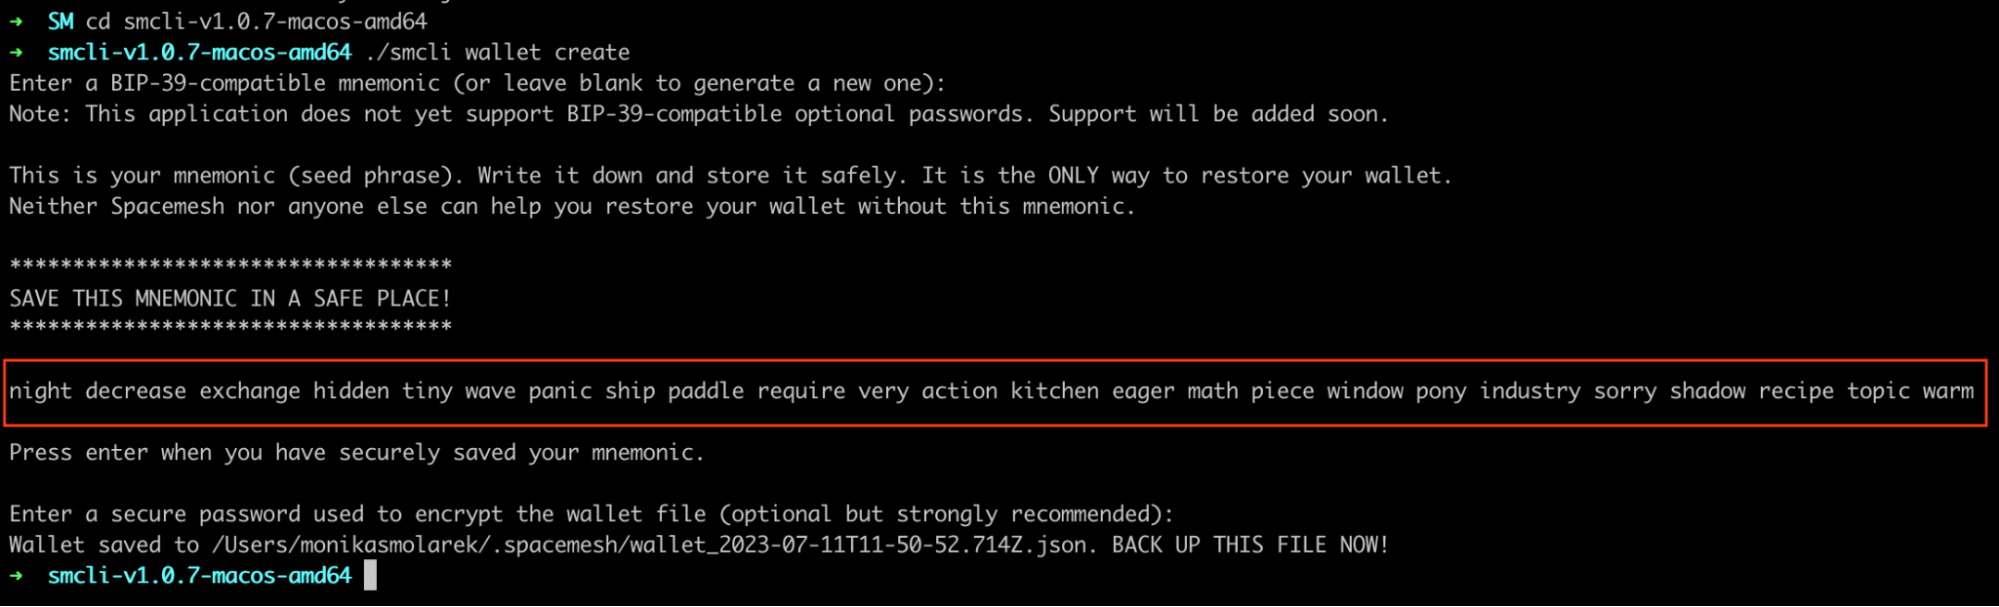 → SM cd smcli-v1.0.7-macos-amd64
→ smcli-v1.0.7-macos-amd64 ./smcli wallet create
Enter a BIP-39-compatible mnemonic (or leave blank to generate a new one):
Note: This application does not yet support BIP-39-compatible optional passwords. Support will be added soon.
This is your mnemonic (seed phrase). Write it down and store it safely. It is the ONLY way to restore your wallet.
Neither Spacemesh nor anyone else can help you restore your wallet without this mnemonic.
***********************************
SAVE THIS MNEMONIC IN A SAFE PLACE!
***********************************
night decrease exchange hidden tiny wave panic ship paddle require very action kitchen eager math piece window pony industry sorry shadow recipe topic warm
Press enter when you have securely saved your mnemonic.
Enter a secure password used to encrypt the wallet file (optional but strongly recommended):
Wallet saved to /Users/monikasmolarek/.spacemesh/wallet_2023-07-11T11-50-52.714Z.json. BACK UP THIS FILE NOW!
→ smcli-v1.0.7-macos-amd64